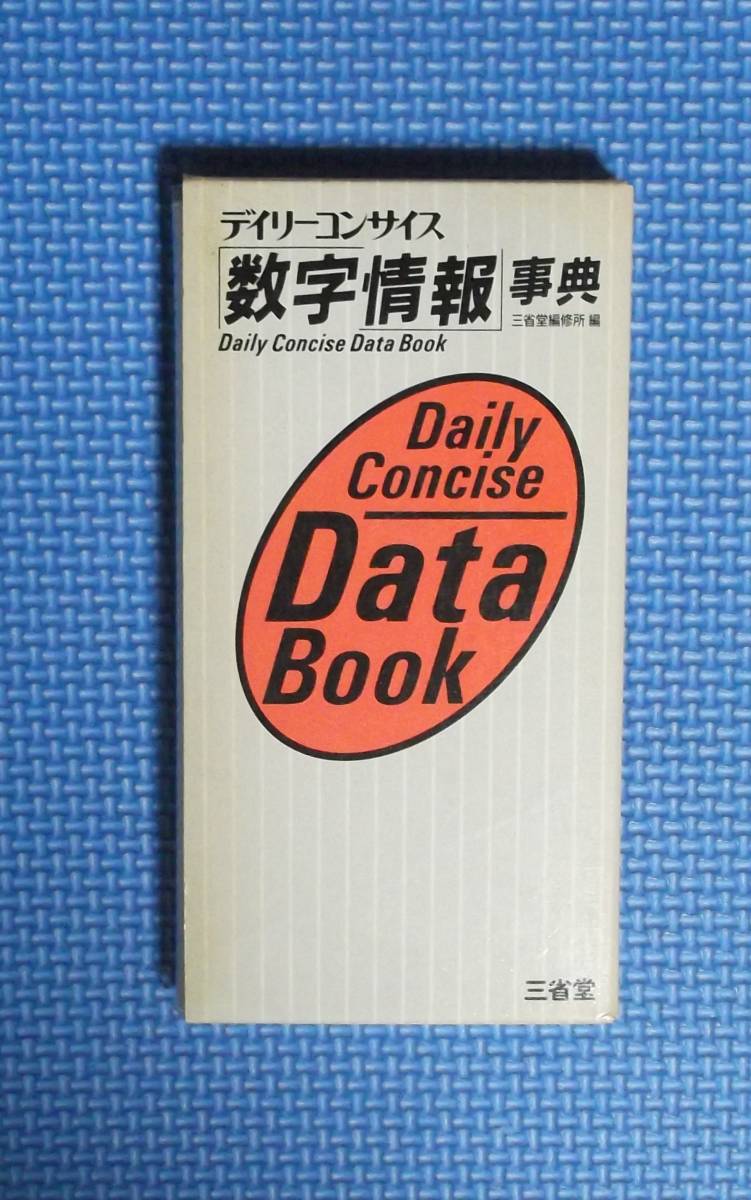 デイリーコンサイス
数字情報事典
三省堂編修所 編
Daily Concise Data Book
Daily
Concise
Data
Book
三省堂